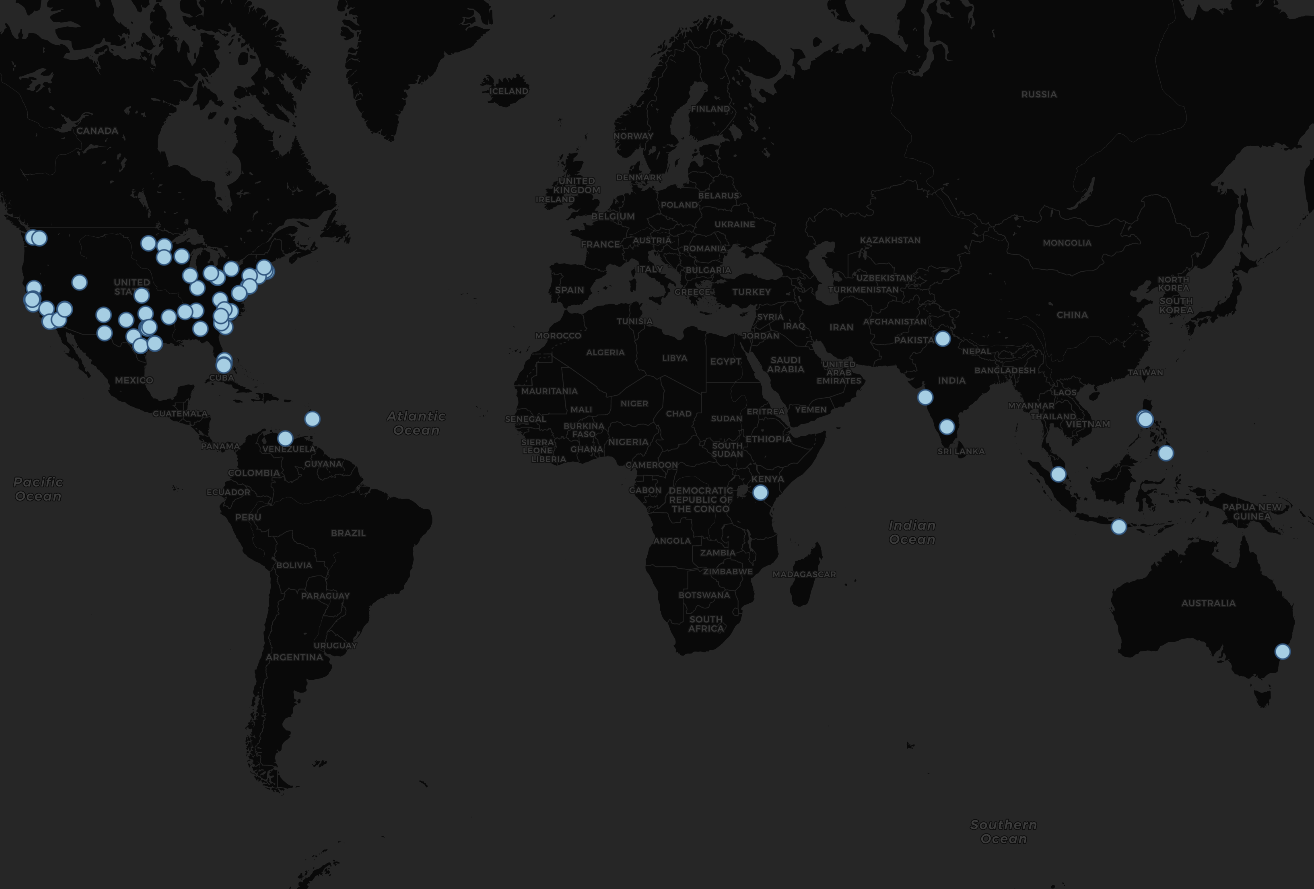 ICELAND
RUSSIA
FINLAND
CANADA
NORWAY
UNITED
KINGDOM
DENMARK
IRELAND
BELARUS
POLAND
BELGIUM
UKRAINE
FRANCE
AUSTRIA
ROMANIA
KAZAKHSTAN
MONGOLIA
ITALY
BULGARIA
UZBEKISTAN
NORTH
KOREA
UNITED
STA
SPAIN
GREECE
TURKEY
TURKMENISTAN
SOUTH
KOREA
TUNISIA
SYRIA
IRAQ
IRAN
AFGHANISTAN
CHINA
MOROCCO
JORDAN
PAKISTA
ALGERIA
LIBYA
EGYPT
SAUDI
ARABIA
UNITED
ARAB
EMIRATES
NEPAL
BANGLADESH
TAIWAN
MEXICO
CUBA
INDIA
MAURITANIA
MALI
NIGER
CHAD
SUDAN
ERITREA
YEMEN
MYANMAR
LAOS
THAILAND
VIETNAM
GUATEMALA
Atlantic
Ocean
SENEGAL
BURKINA
FASO
PANAMA
VENEZUELA
SIERRA
LEONE
LIBERIA
GHANA
NIGERIA
SOUTH
SUDAN
ETHIOPIA
SRI LANKA
GUYANA
COLOMBIA
CAMEROON
KENYA
Pacific
Ocean
ECUADOR
GABON
DEMOCRATIC
REPUBLIC OF
THE CONGO
PAPUA NEW
GUINEA
PERU
BRAZIL
Indian
Ocean
ANGOLA
ZAMBIA
BOLIVIA
ZIMBABWE
MADAGASCAR
PARAGUAY
BOTSWANA
AUSTRALIA
SOUTH
AFRICA
URUGUAY
ARGENTINA
Southern
Ocean